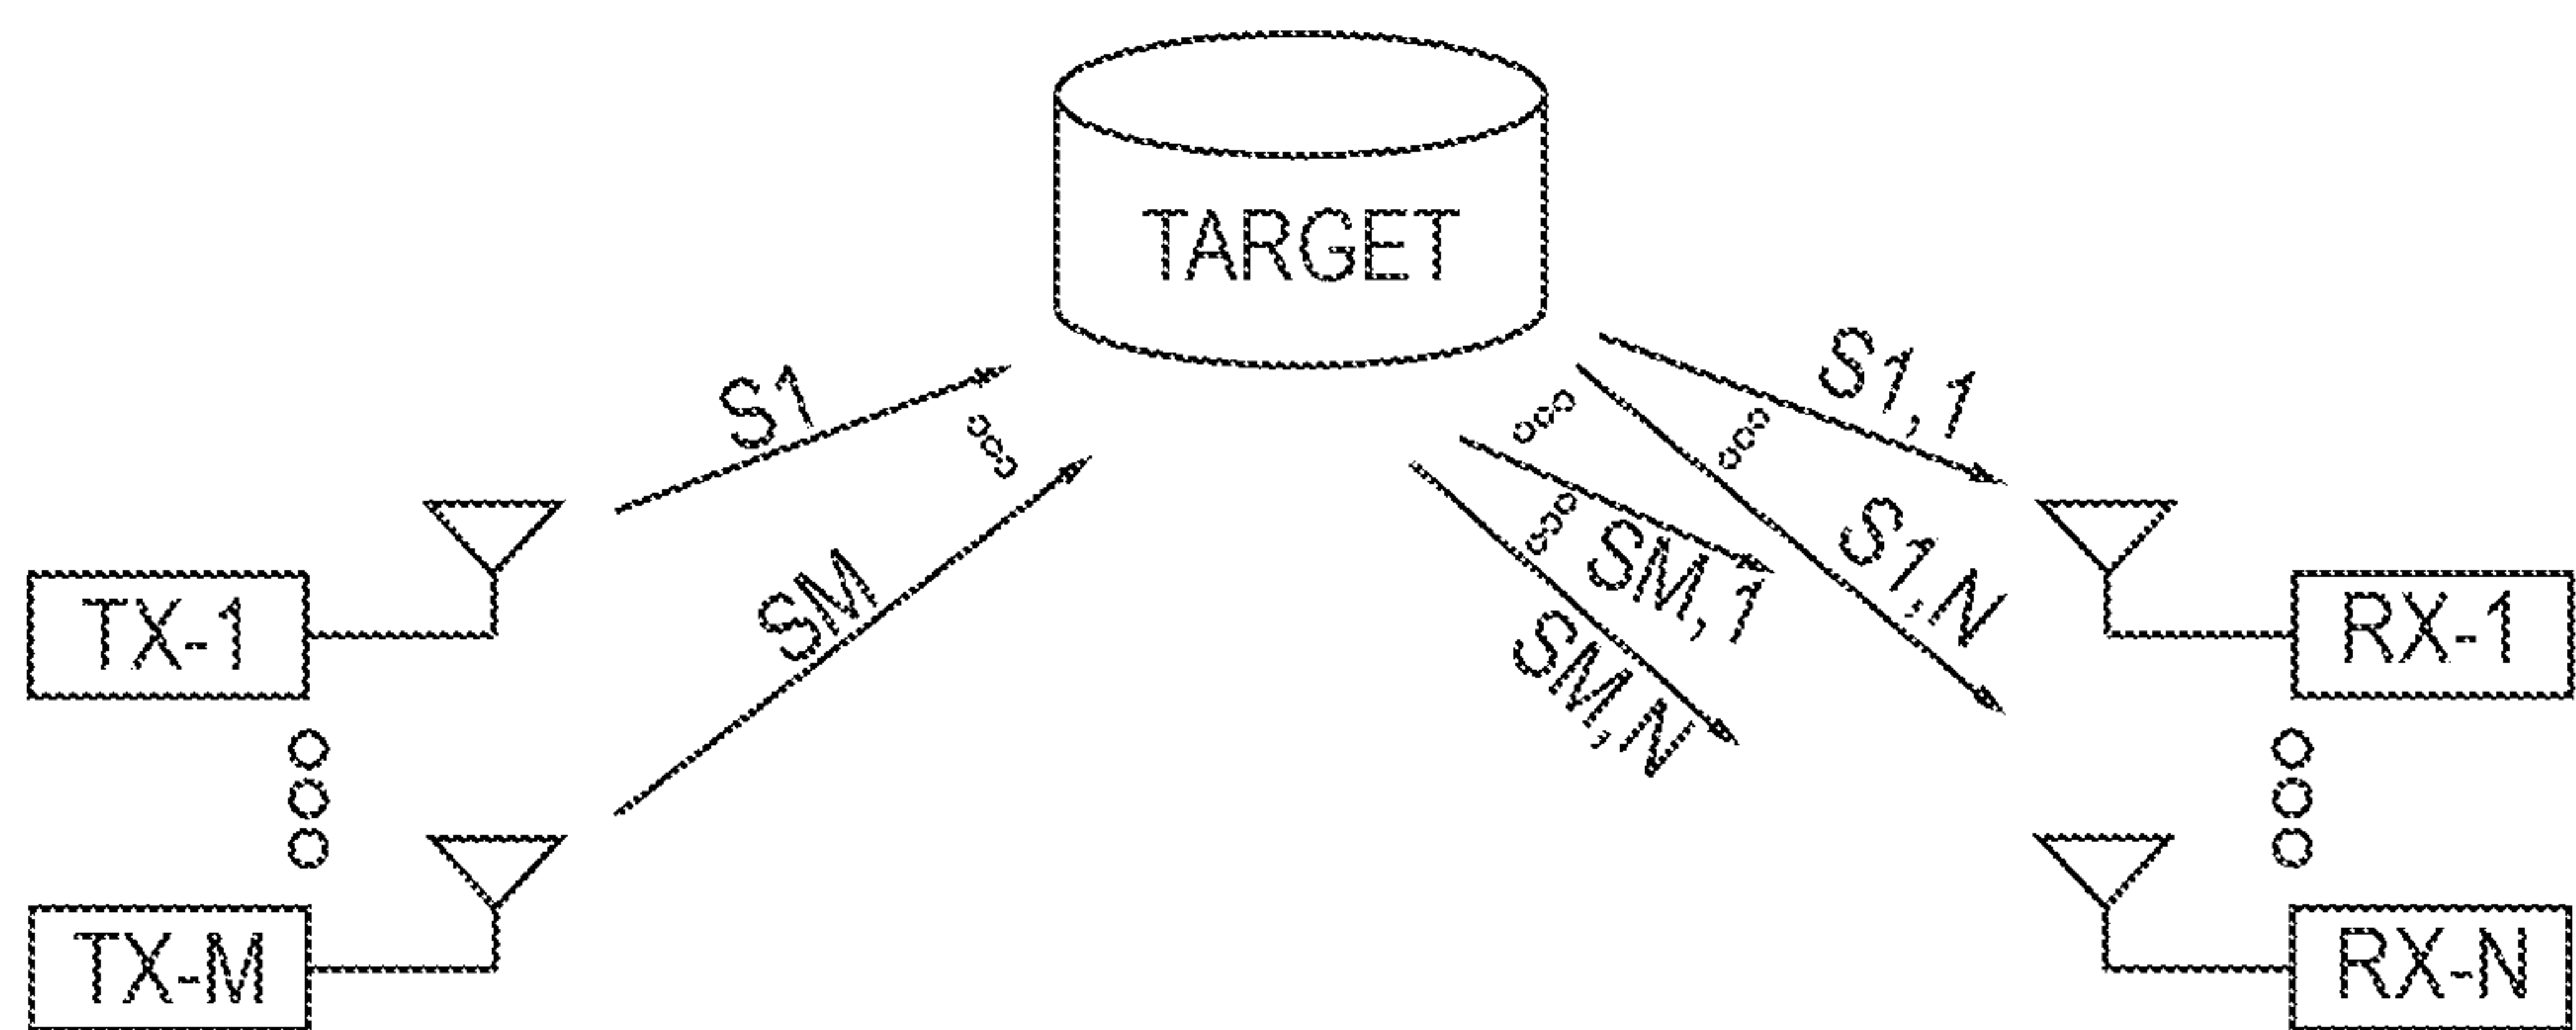 TARGET
S1
S1,1
SM
SM,1
S1,N
SM,N
TX-1
RX-1
TX-M
RX-N